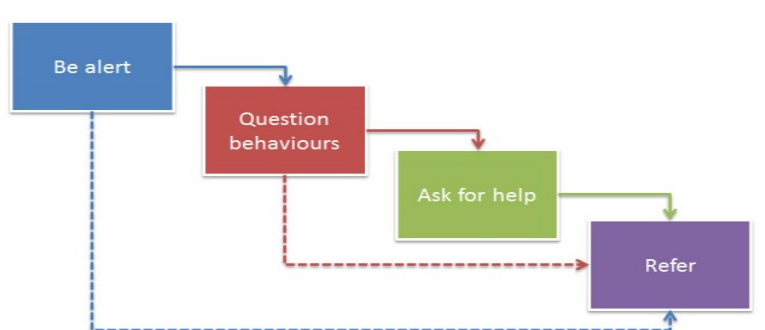 Be alert
Question
behaviours
Ask for help
Refer